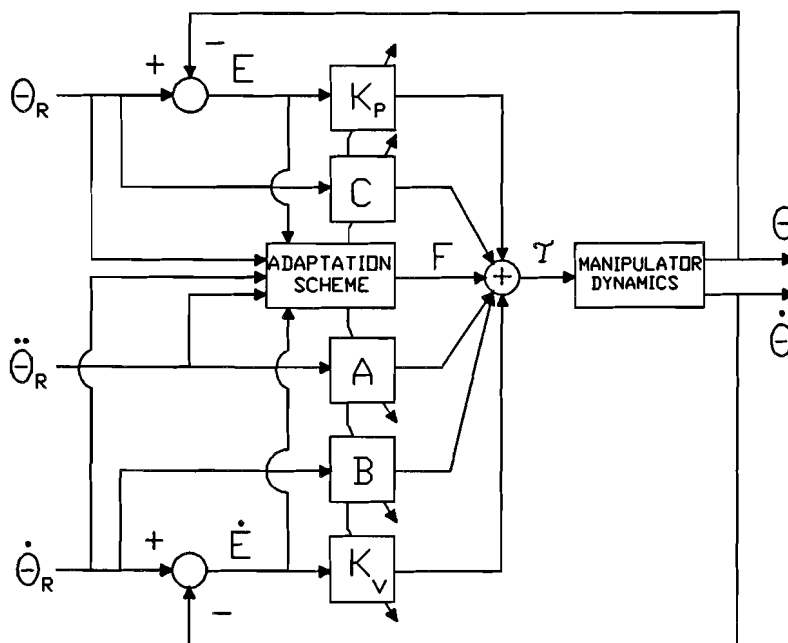 −
+ E K_P
Θ_R
C
Θ
ADAPTATION
SCHEME
F + τ
MANIPULATOR
DYNAMICS
Θ̇
Θ̈_R
A
B
+ Ė K_V
Θ̇_R
−